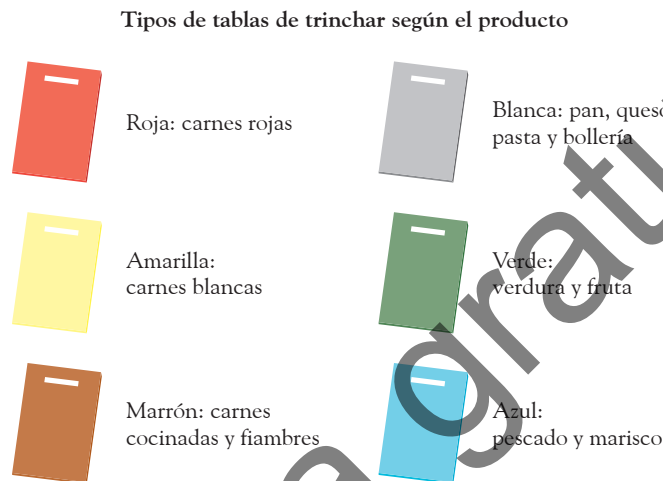 Tipos de tablas de trinchar según el producto
Roja: carnes rojas
Blanca: pan, queso
pasta y bollería
Amarilla:
carnes blancas
Verde:
verdura y fruta
Marrón: carnes
cocinadas y fiambres
Azul:
pescado y marisco